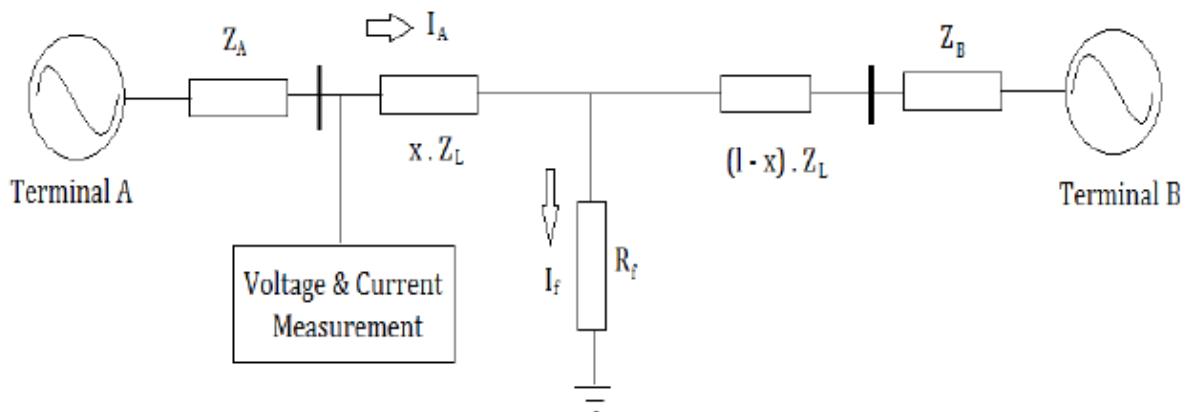 Z_A
I_A
Z_B
x . Z_L
(l - x) . Z_L
Terminal A
Terminal B
Voltage & Current
Measurement
I_f
R_f